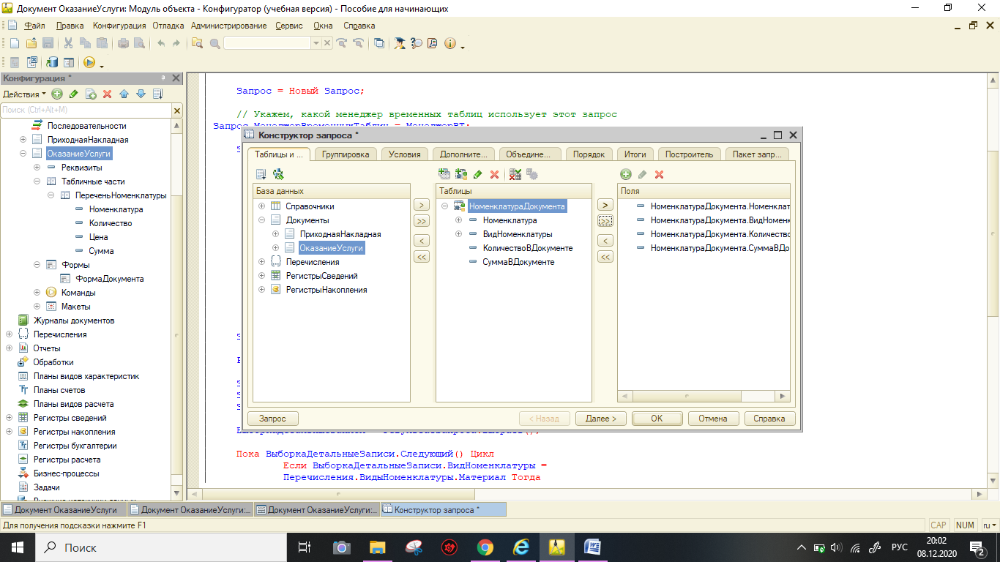 Документ ОказаниеУслуги: Модуль объекта - Конфигуратор (учебная версия) - Пособие для начинающих
Файл Правка Конфигурация Отладка Администрирование Сервис Окна Справка
Конфигурация *
Действия
Поиск (Ctrl+Alt+M)
Последовательности
ПриходнаяНакладная
ОказаниеУслуги
Реквизиты
Табличные части
ПереченьНоменклатуры
Номенклатура
Количество
Цена
Сумма
Формы
ФормаДокумента
Команды
Макеты
Журналы документов
Перечисления
Отчеты
Обработки
Планы видов характеристик
Планы счетов
Планы видов расчета
Регистры сведений
Регистры накопления
Регистры бухгалтерии
Регистры расчета
Бизнес-процессы
Задачи
Запрос = Новый Запрос;
// Укажем, какой менеджер временных таблиц использует этот запрос
Запрос.МенеджерВременныхТаблиц = МенеджерВТ;
Конструктор запроса *
Таблицы и ... Группировка Условия Дополните... Объедине... Порядок Итоги Построитель Пакет запр...
База данных
Справочники
Документы
ПриходнаяНакладная
ОказаниеУслуги
Перечисления
РегистрыСведений
РегистрыНакопления
> >> < <<
Таблицы
НоменклатураДокумента
Номенклатура
ВидНоменклатуры
КоличествоВДокументе
СуммаВДокументе
> >> < <<
Поля
НоменклатураДокумента.Номенклат
НоменклатураДокумента.ВидНоменк
НоменклатураДокумента.Количество
НоменклатураДокумента.СуммаВДо
Запрос < Назад Далее > OK Отмена Справка
Пока ВыборкаДетальныеЗаписи.Следующий() Цикл
Если ВыборкаДетальныеЗаписи.ВидНоменклатуры =
Перечисления.ВидыНоменклатуры.Материал Тогда
Документ ОказаниеУслуги Документ ОказаниеУслуги:... Документ ОказаниеУслуги:... Конструктор запроса *
Для получения подсказки нажмите F1 CAP NUM ru
Поиск РУС 20:02
08.12.2020 2